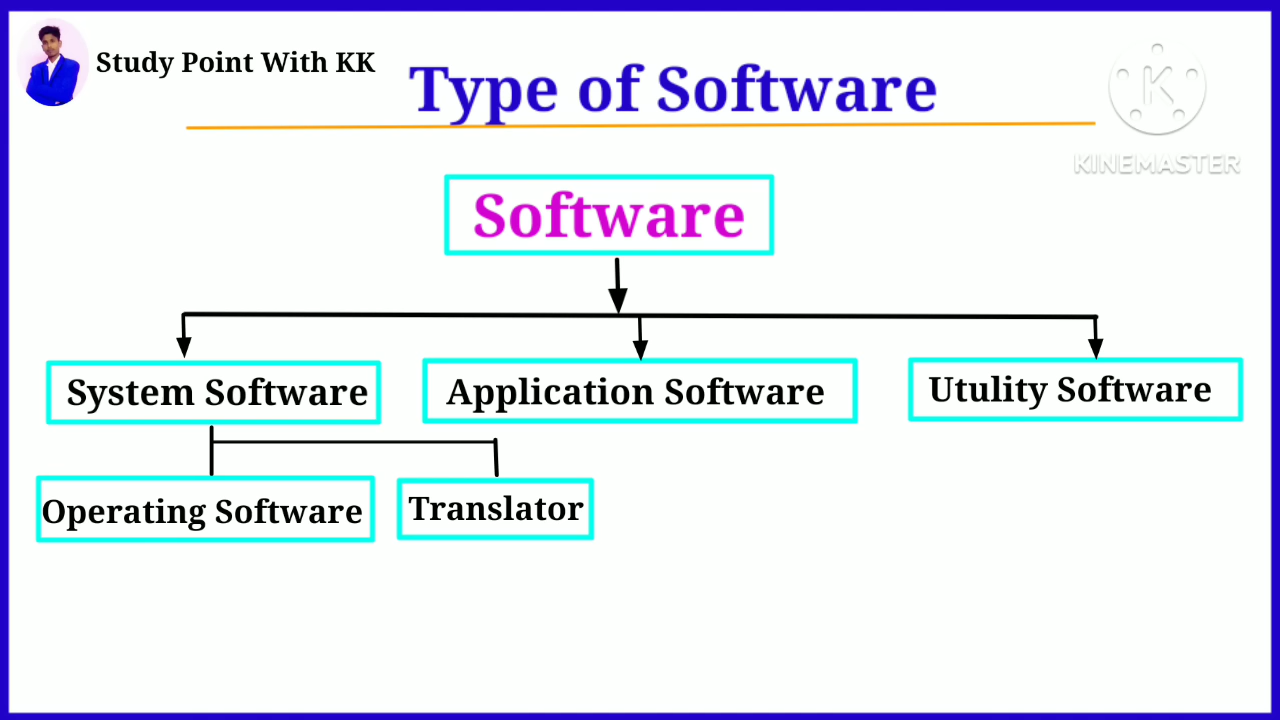 Study Point With KK
Type of Software
K
KINEMASTER
Software
System Software
Application Software
Utulity Software
Operating Software
Translator